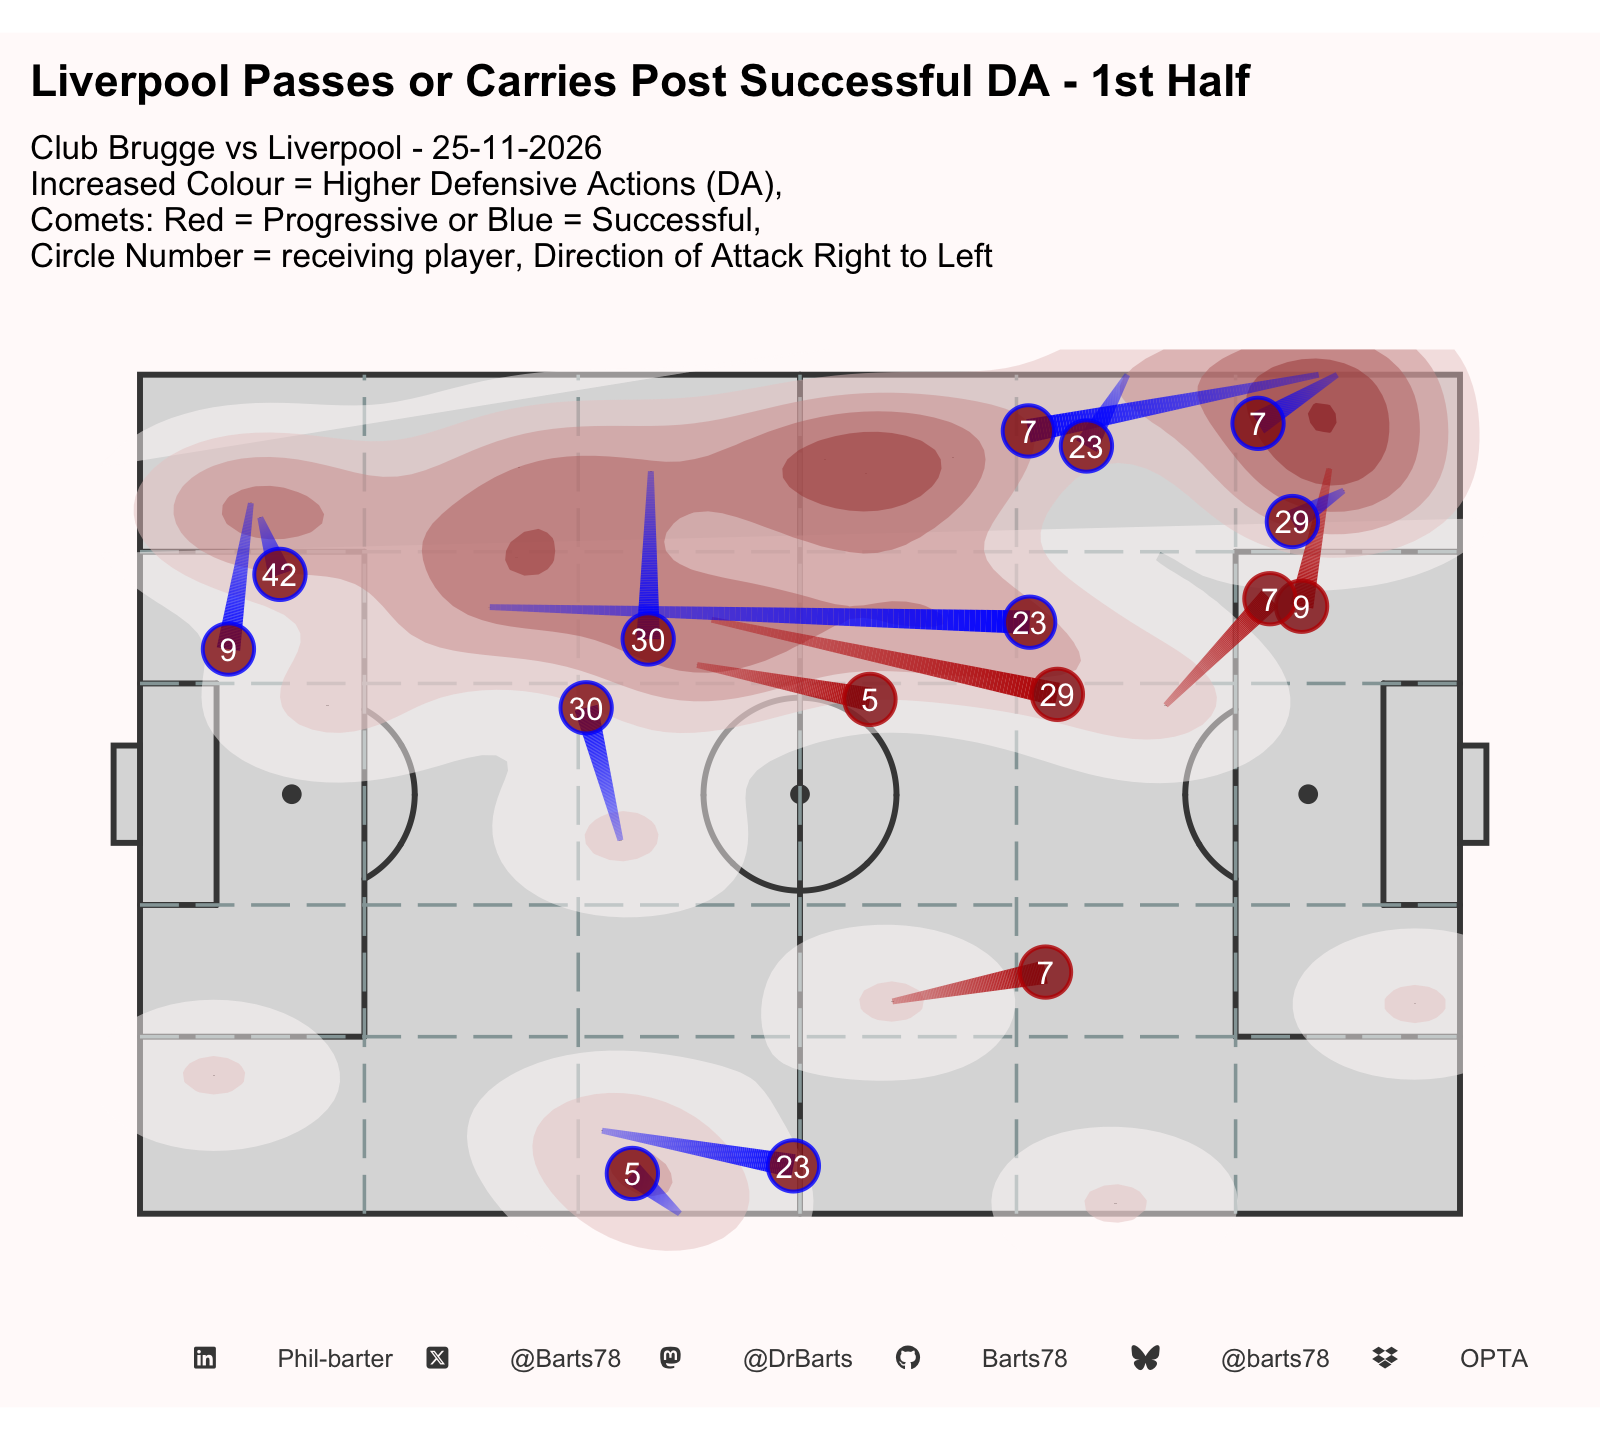 Liverpool Passes or Carries Post Successful DA - 1st Half
Club Brugge vs Liverpool - 25-11-2026
Increased Colour = Higher Defensive Actions (DA),
Comets: Red = Progressive or Blue = Successful,
Circle Number = receiving player, Direction of Attack Right to Left
7
23
7
29
42
7
9
23
30
9
5
29
30
7
5
23
Phil-barter
@Barts78
@DrBarts
Barts78
@barts78
OPTA